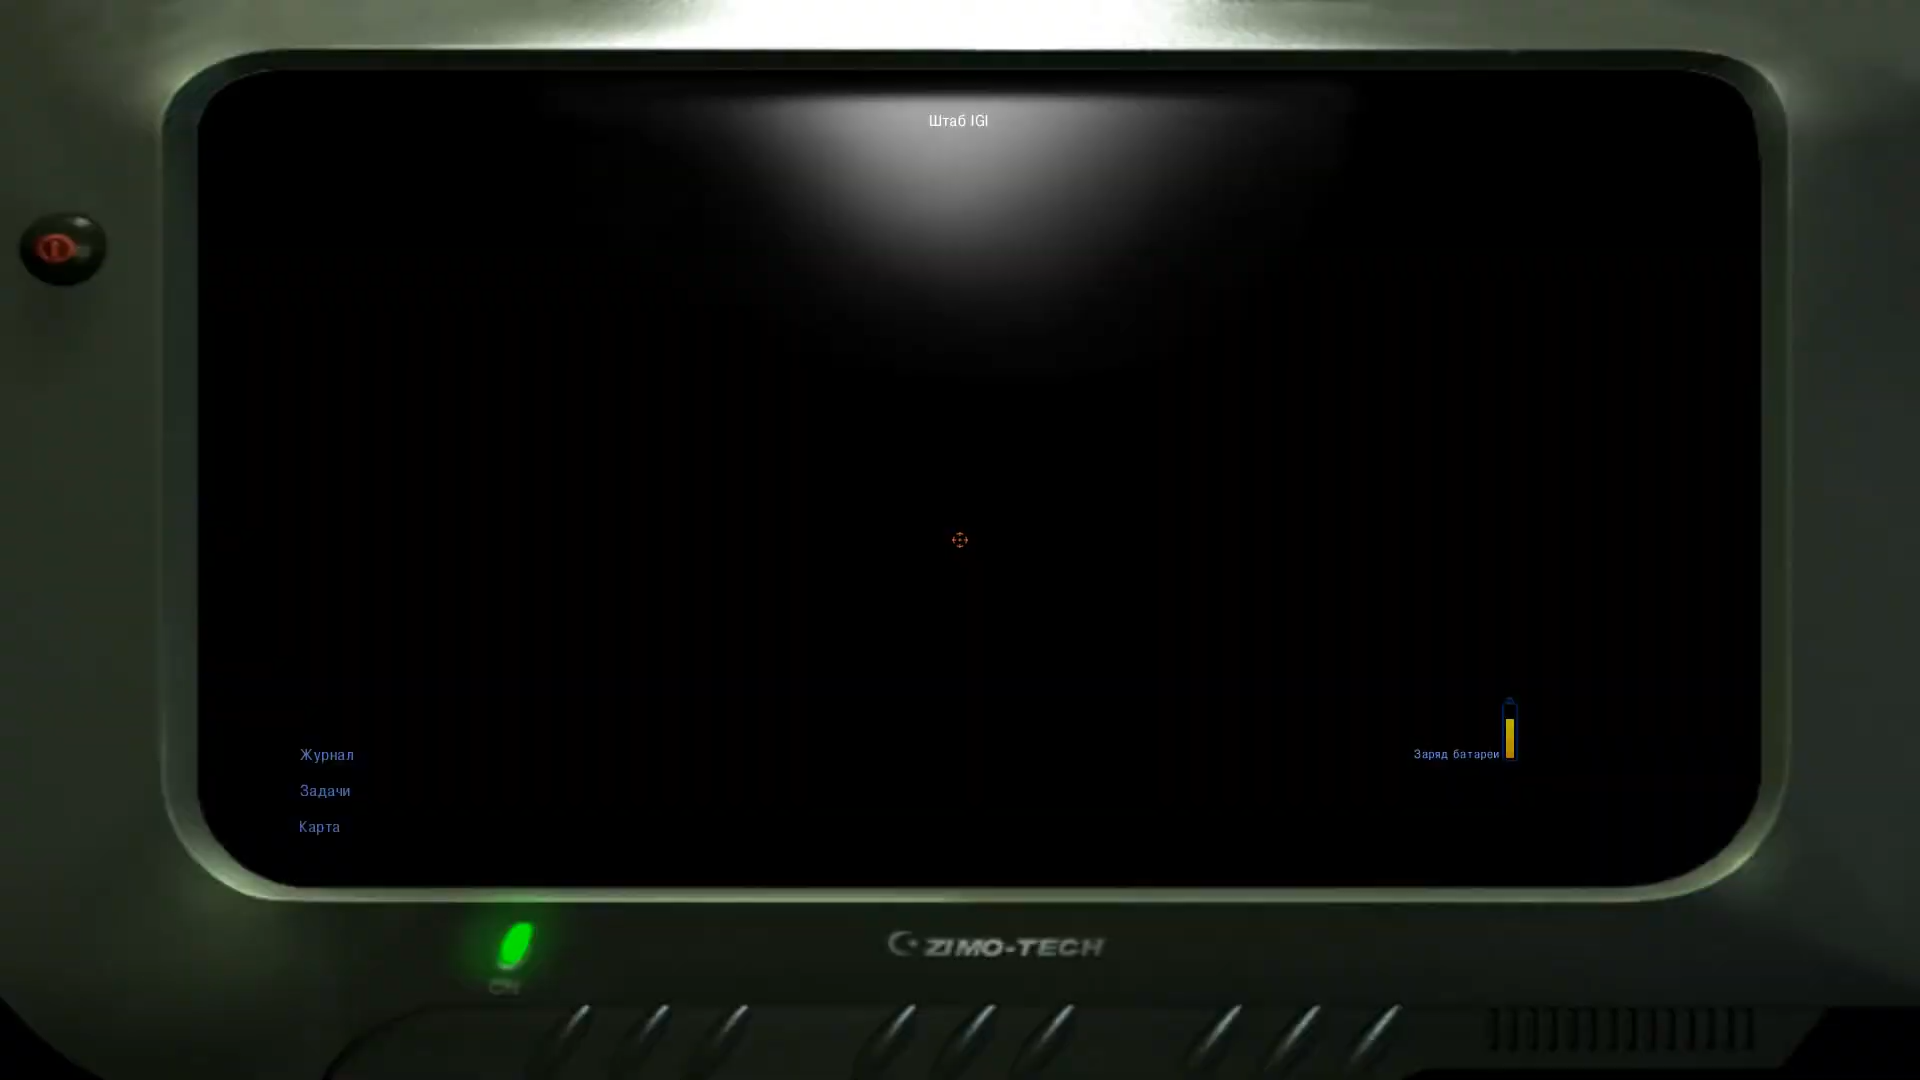 Штаб IGI
Журнал
Задачи
Карта
Заряд батареи
ZIMO-TECH